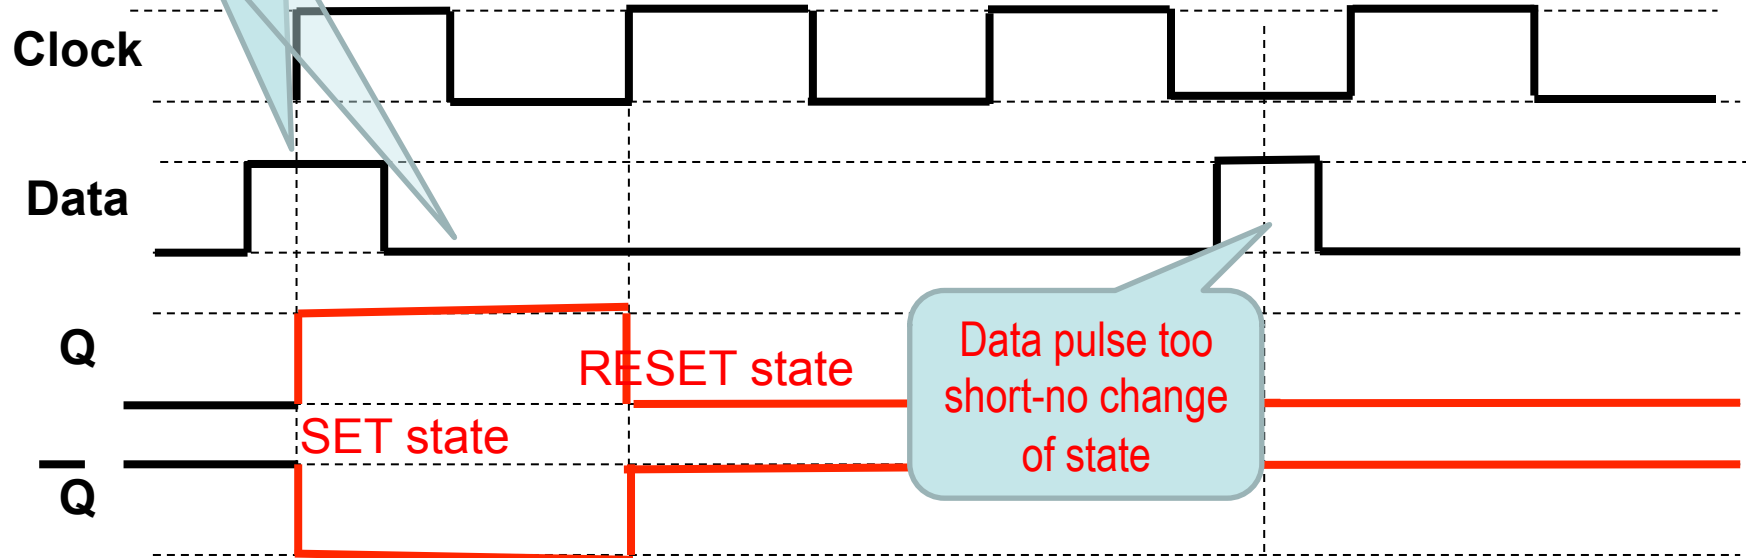 Clock
Data
Q
RESET state
SET state
Q
Data pulse too
short-no change
of state